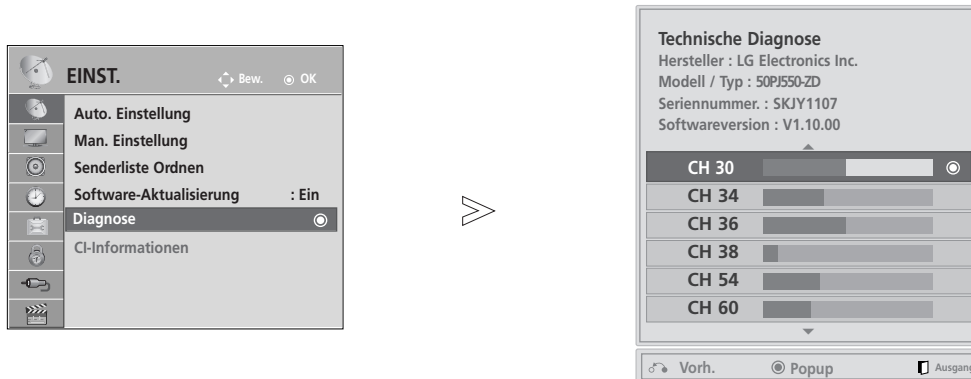 EINST.
Bew. OK
Auto. Einstellung
Man. Einstellung
Senderliste Ordnen
Software-Aktualisierung : Ein
Diagnose
CI-Informationen
Technische Diagnose
Hersteller : LG Electronics Inc.
Modell / Typ : 50PJ550-ZD
Seriennummer. : SKJY1107
Softwareversion : V1.10.00
CH 30
CH 34
CH 36
CH 38
CH 54
CH 60
Vorh. Popup Ausgang